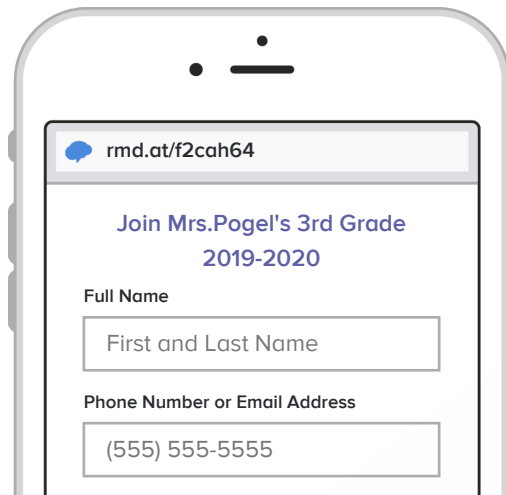 rmd.at/f2cah64
Join Mrs.Pogel's 3rd Grade
2019-2020
Full Name
First and Last Name
Phone Number or Email Address
(555) 555-5555